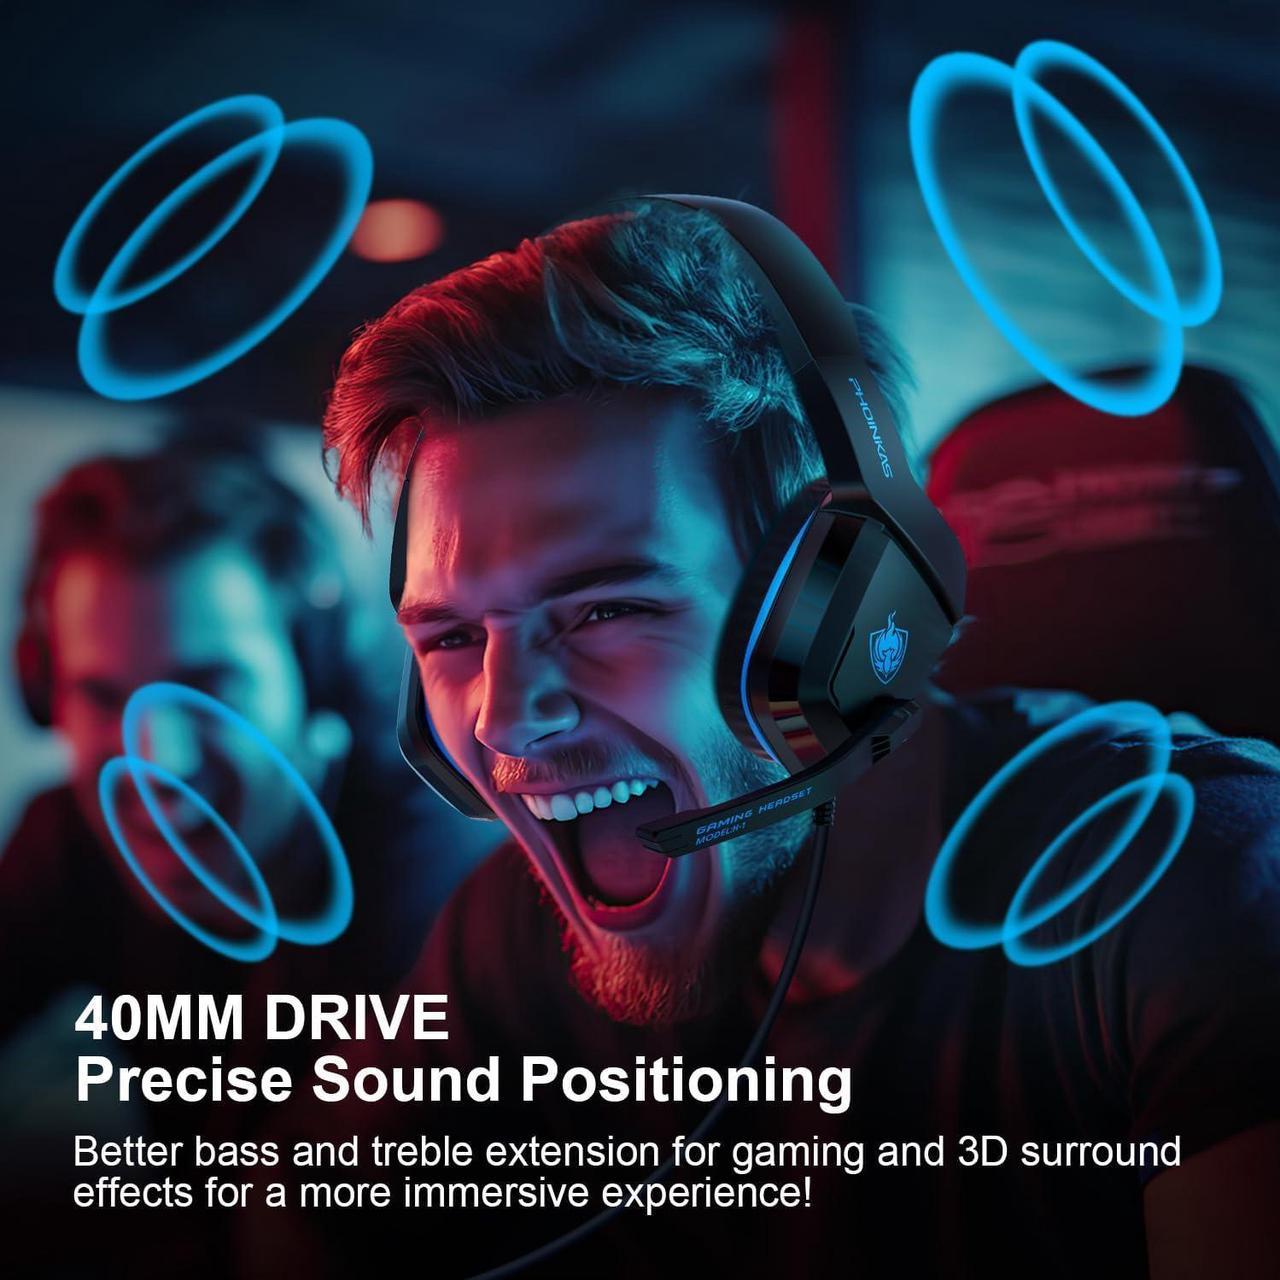 PHOINKAS
GAMING HEADSET
MODEL:H-1
40MM DRIVE
Precise Sound Positioning
Better bass and treble extension for gaming and 3D surround
effects for a more immersive experience!